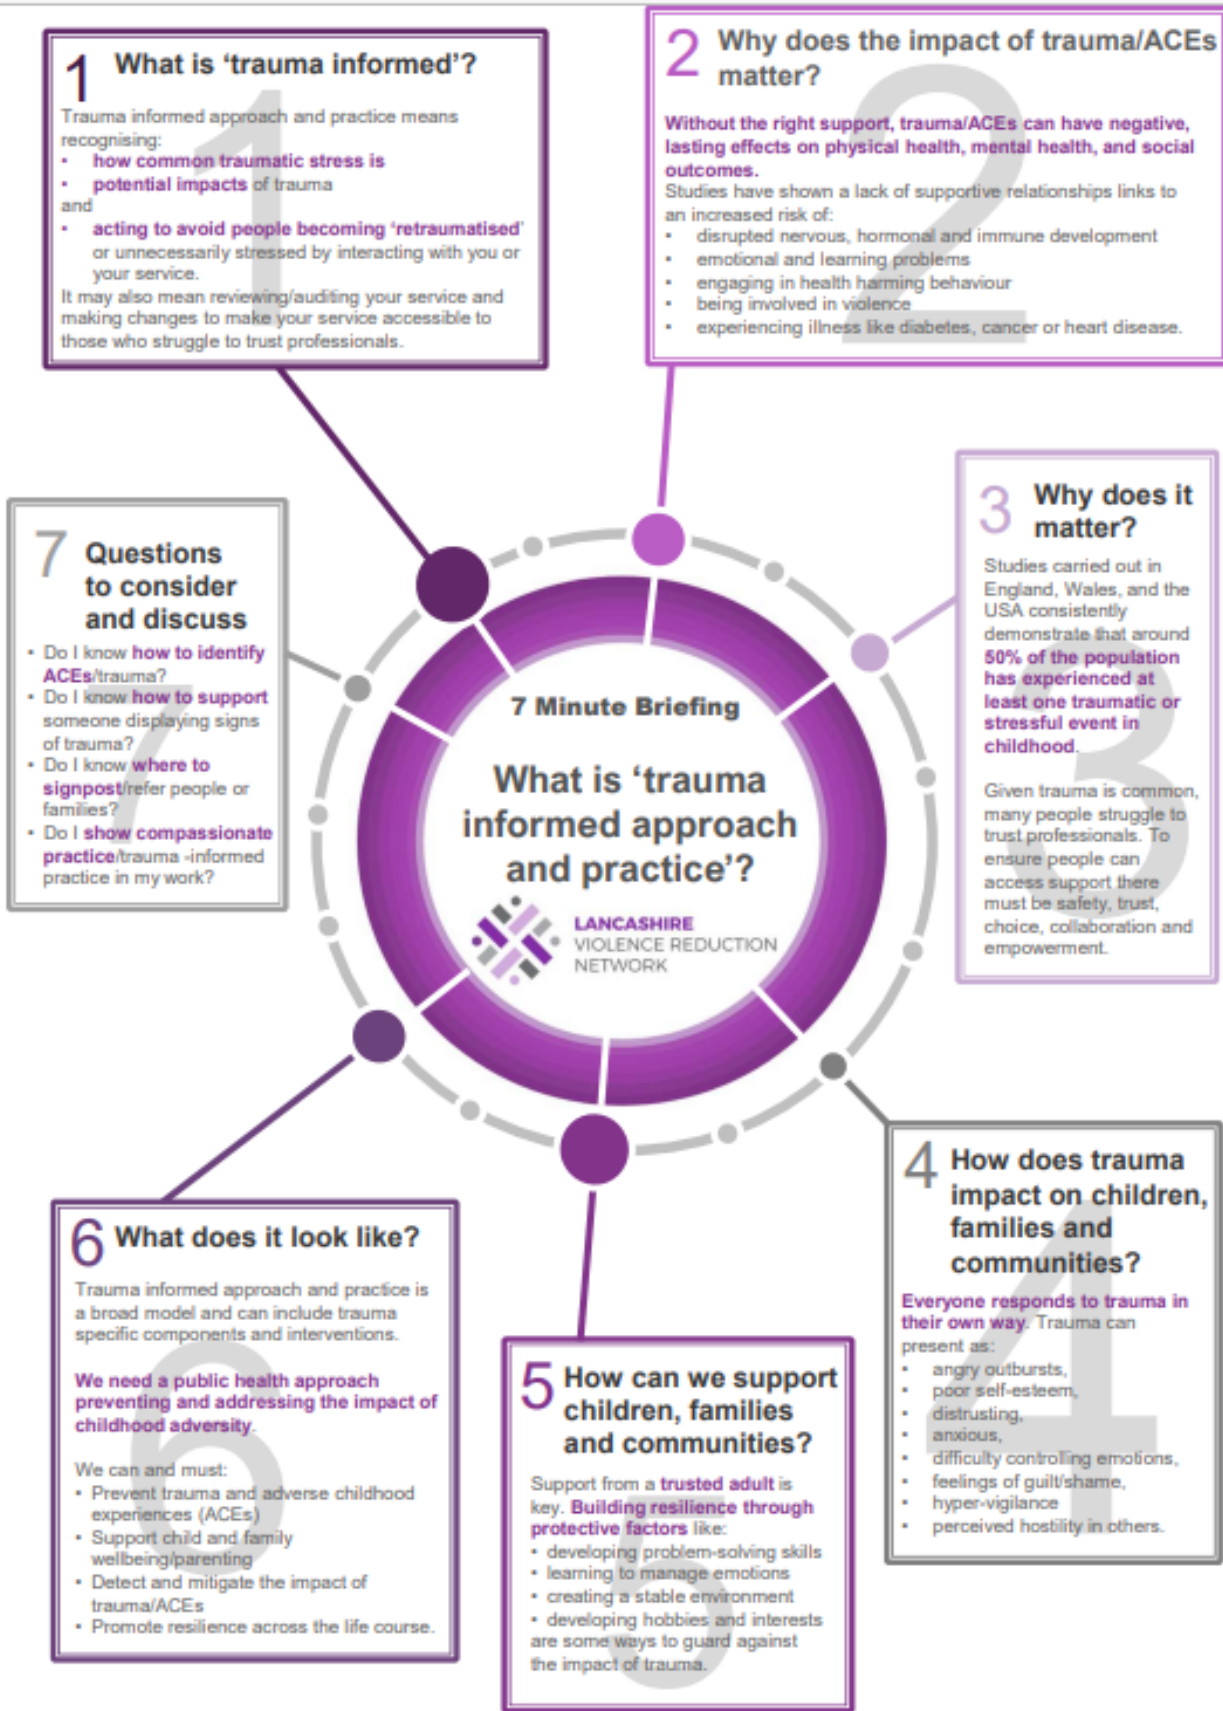 1 What is ‘trauma informed’?
Trauma informed approach and practice means
recognising:
• how common traumatic stress is
• potential impacts of trauma
and
• acting to avoid people becoming ‘retraumatised’
or unnecessarily stressed by interacting with you or
your service.
It may also mean reviewing/auditing your service and
making changes to make your service accessible to
those who struggle to trust professionals.
2 Why does the impact of trauma/ACEs
matter?
Without the right support, trauma/ACEs can have negative,
lasting effects on physical health, mental health, and social
outcomes.
Studies have shown a lack of supportive relationships links to
an increased risk of:
• disrupted nervous, hormonal and immune development
• emotional and learning problems
• engaging in health harming behaviour
• being involved in violence
• experiencing illness like diabetes, cancer or heart disease.
3 Why does it
matter?
Studies carried out in
England, Wales, and the
USA consistently
demonstrate that around
50% of the population
has experienced at
least one traumatic or
stressful event in
childhood.
Given trauma is common,
many people struggle to
trust professionals. To
ensure people can
access support there
must be safety, trust,
choice, collaboration and
empowerment.
4 How does trauma
impact on children,
families and
communities?
Everyone responds to trauma in
their own way. Trauma can
present as:
• angry outbursts,
• poor self-esteem,
• distrusting,
• anxious,
• difficulty controlling emotions,
• feelings of guilt/shame,
• hyper-vigilance
• perceived hostility in others.
5 How can we support
children, families
and communities?
Support from a trusted adult is
key. Building resilience through
protective factors like:
• developing problem-solving skills
• learning to manage emotions
• creating a stable environment
• developing hobbies and interests
are some ways to guard against
the impact of trauma.
6 What does it look like?
Trauma informed approach and practice is
a broad model and can include trauma
specific components and interventions.
We need a public health approach
preventing and addressing the impact of
childhood adversity.
We can and must:
• Prevent trauma and adverse childhood
experiences (ACEs)
• Support child and family
wellbeing/parenting
• Detect and mitigate the impact of
trauma/ACEs
• Promote resilience across the life course.
7 Questions
to consider
and discuss
• Do I know how to identify
ACEs/trauma?
• Do I know how to support
someone displaying signs
of trauma?
• Do I know where to
signpost/refer people or
families?
• Do I show compassionate
practice/trauma -informed
practice in my work?
7 Minute Briefing
What is ‘trauma
informed approach
and practice’?
LANCASHIRE
VIOLENCE REDUCTION
NETWORK
1
2
3
4
5
6
7